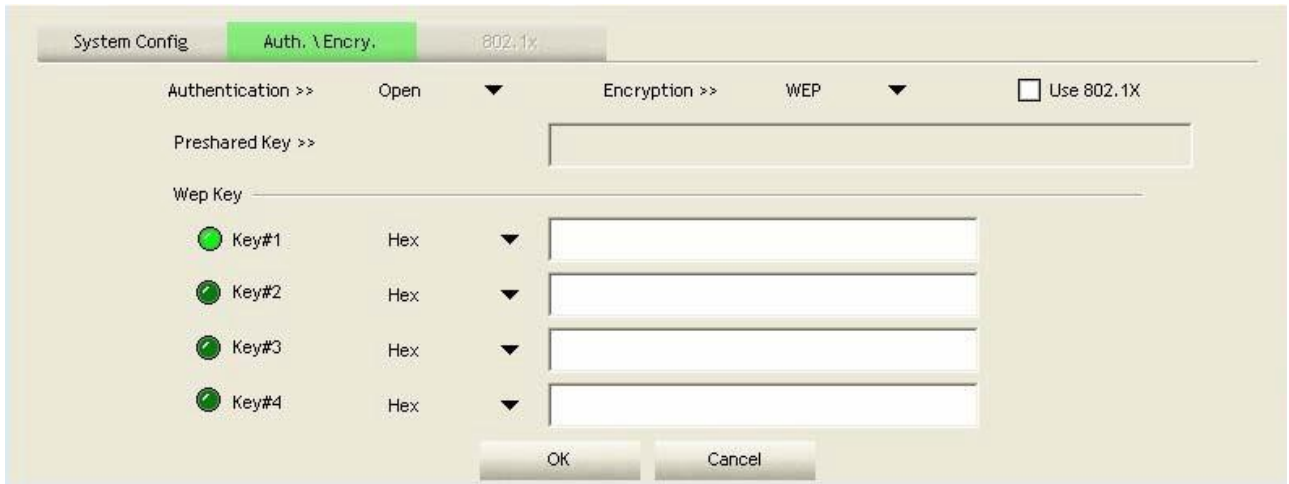 System Config Auth. \ Encry. 802.1x
Authentication >> Open Encryption >> WEP Use 802.1X
Preshared Key >>
Wep Key
Key#1 Hex
Key#2 Hex
Key#3 Hex
Key#4 Hex
OK Cancel